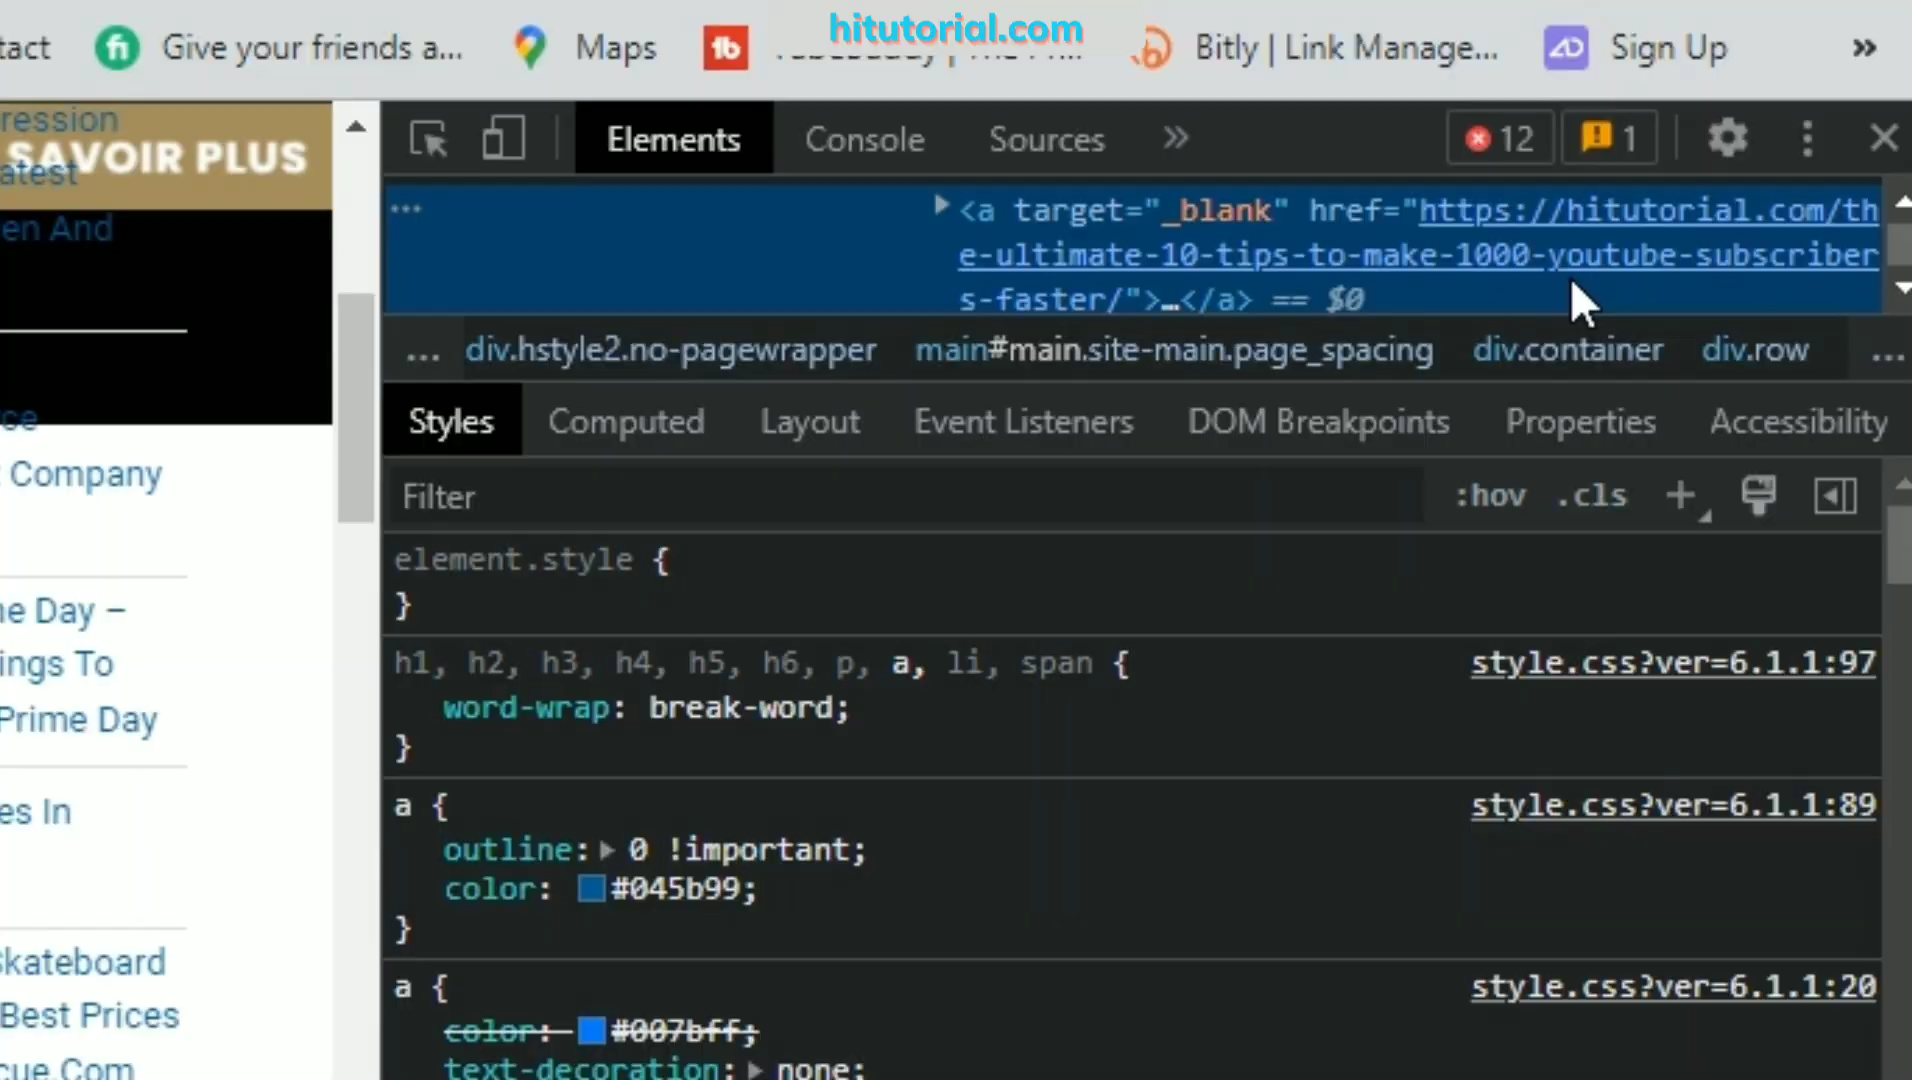 hitutorial.com
tact Give your friends a... Maps Bitly | Link Manage... Sign Up »
ression
SAVOIR PLUS
atest
en And
ce
Company
ne Day –
ings To
Prime Day
es In
Skateboard
Best Prices
cue.Com
Elements Console Sources » 12 1
<a target="_blank" href="https://hitutorial.com/th
e-ultimate-10-tips-to-make-1000-youtube-subscriber
s-faster/">…</a> == $0
... div.hstyle2.no-pagewrapper main#main.site-main.page_spacing div.container div.row ...
Styles Computed Layout Event Listeners DOM Breakpoints Properties Accessibility
Filter :hov .cls +
element.style {
}
h1, h2, h3, h4, h5, h6, p, a, li, span { style.css?ver=6.1.1:97
word-wrap: break-word;
}
a { style.css?ver=6.1.1:89
outline: 0 !important;
color: #045b99;
}
a { style.css?ver=6.1.1:20
color: #007bff;
text-decoration: none;